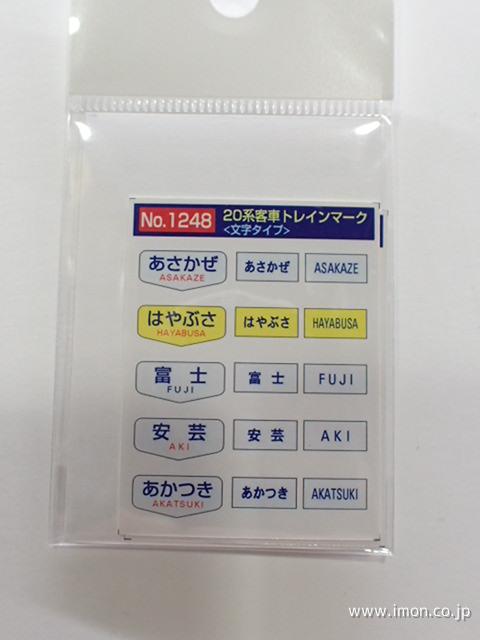 No.1248 20系客車トレインマーク
<文字タイプ>
あさかぜ あさかぜ ASAKAZE
ASAKAZE
はやぶさ はやぶさ HAYABUSA
HAYABUSA
富士 富士 FUJI
FUJI
安芸 安芸 AKI
AKI
あかつき あかつき AKATSUKI
AKATSUKI
www.imon.co.jp